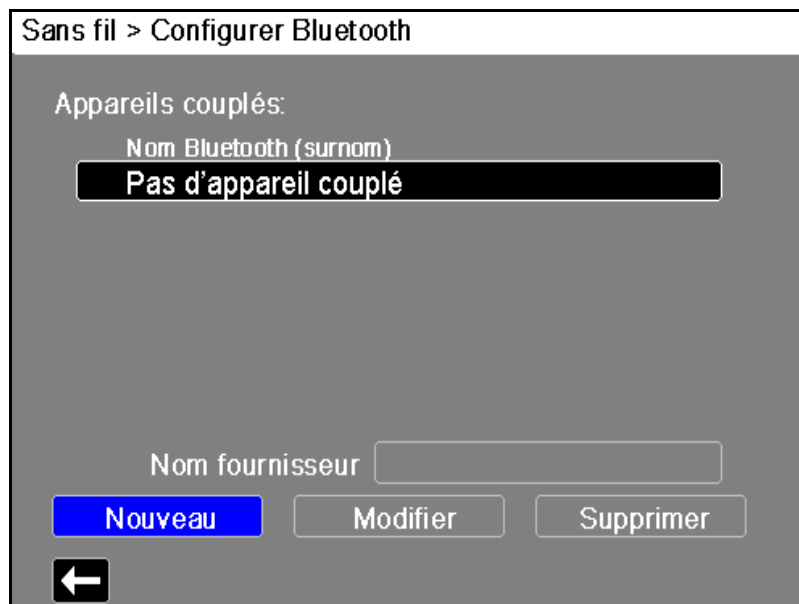 Sans fil > Configurer Bluetooth
Appareils couplés:
Nom Bluetooth (surnom)
Pas d'appareil couplé
Nom fournisseur
Nouveau Modifier Supprimer